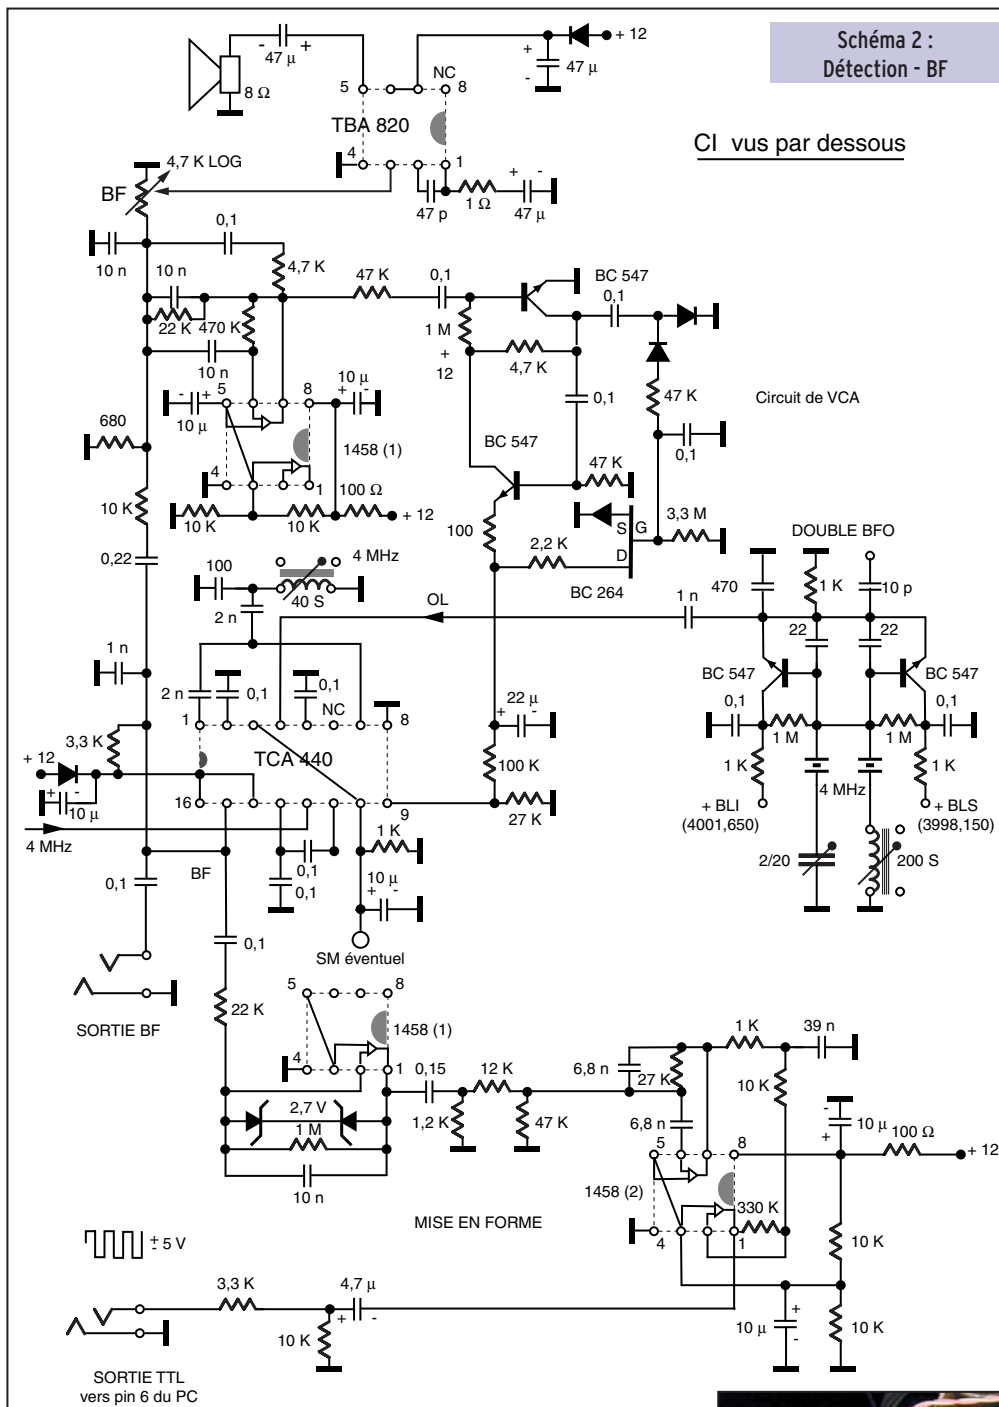 Schéma 2 :
Détection - BF
CI vus par dessous
- 47 µ +
8 Ω
5 NC 8
TBA 820
4 1
+ 12
+ 47 µ -
4,7 K LOG
BF
47 p
1 Ω
+ -
47 µ
10 n
0,1
4,7 K
10 n
22 K
470 K
10 n
47 K
0,1
BC 547
0,1
1 M
+
12
4,7 K
0,1
47 K
0,1
Circuit de VCA
680
- +
10 µ
5 8
10 µ
+ -
1458 (1)
4 1
100 Ω
10 K
10 K
10 K
+ 12
BC 547
47 K
100
S G
D
3,3 M
2,2 K
BC 264
0,22
100
4 MHz
40 S
2 n
OL
1 n
DOUBLE BFO
470
1 K
10 p
22
22
BC 547
BC 547
0,1
0,1
1 M
1 M
1 K
1 K
4 MHz
+ BLI
(4001,650)
+ BLS
(3998,150)
2/20
200 S
1 n
2 n
0,1
0,1
NC
1 8
TCA 440
16 9
3,3 K
+ 12
+ -
10 µ
4 MHz
22 µ
+ -
100 K
27 K
1 K
BF
0,1
0,1
10 µ
+ -
SM éventuel
0,1
0,1
SORTIE BF
22 K
5 8
1458 (1)
4 1
2,7 V
1 M
10 n
0,15
12 K
1,2 K
47 K
6,8 n
27 K
1 K
39 n
10 K
6,8 n
5 8
1458 (2)
4 1
330 K
-
10 µ
+
100 Ω
+ 12
10 K
10 K
10 µ
+
-
MISE EN FORME
± 5 V
3,3 K
4,7 µ
+ -
10 K
SORTIE TTL
vers pin 6 du PC